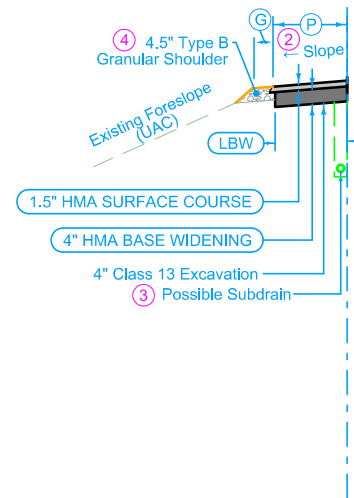 G
P
4 4.5" Type B
Granular Shoulder
2
← Slope
Existing Foreslope
(UAC)
LBW
1.5" HMA SURFACE COURSE
4" HMA BASE WIDENING
4" Class 13 Excavation
3 Possible Subdrain